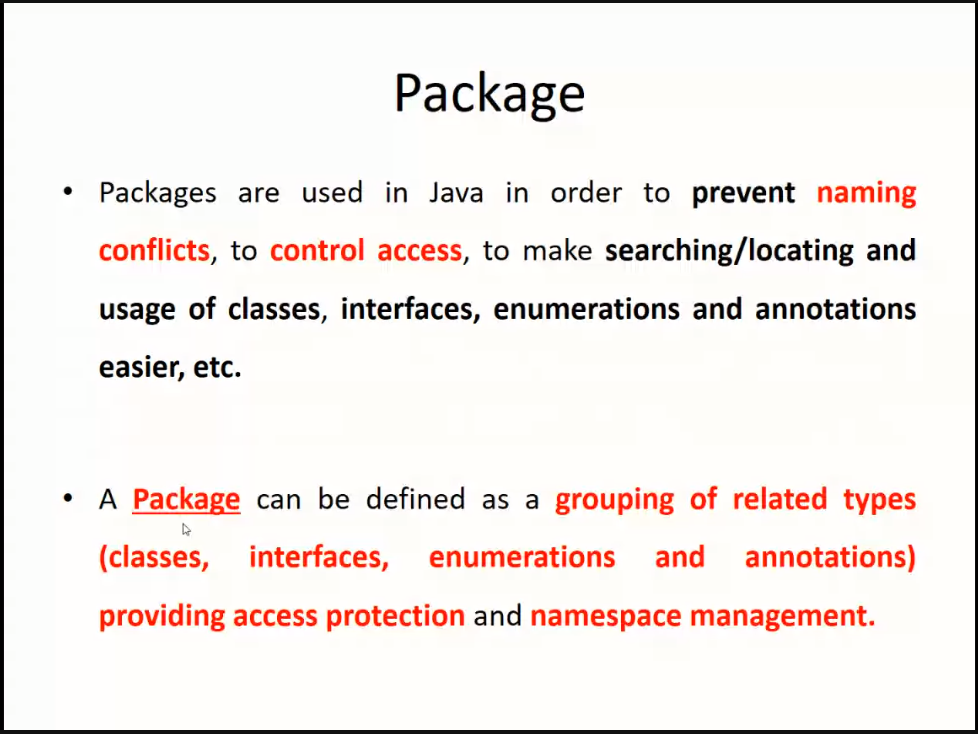 Package
• Packages are used in Java in order to prevent naming
conflicts, to control access, to make searching/locating and
usage of classes, interfaces, enumerations and annotations
easier, etc.
• A Package can be defined as a grouping of related types
(classes, interfaces, enumerations and annotations)
providing access protection and namespace management.